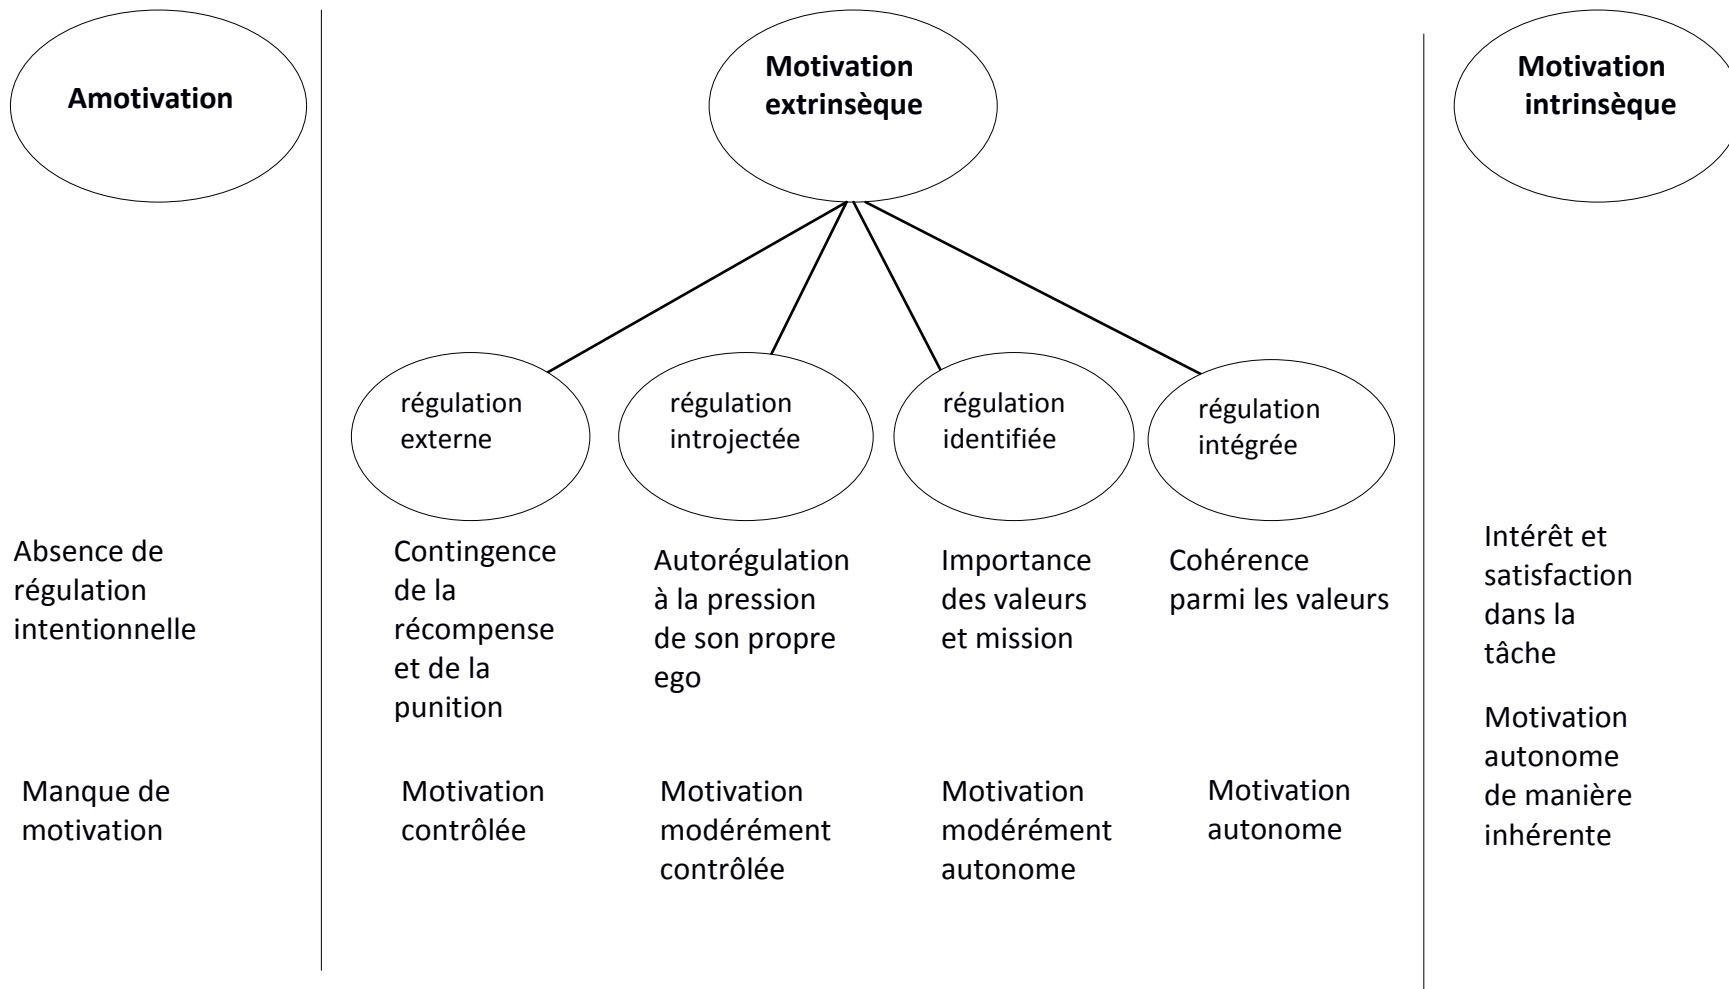 Amotivation
Motivation
extrinsèque
Motivation
intrinsèque
régulation
externe
régulation
introjectée
régulation
identifiée
régulation
intégrée
Absence de
régulation
intentionnelle
Contingence
de la
récompense
et de la
punition
Autorégulation
à la pression
de son propre
ego
Importance
des valeurs
et mission
Cohérence
parmi les valeurs
Intérêt et
satisfaction
dans la
tâche
Manque de
motivation
Motivation
contrôlée
Motivation
modérément
contrôlée
Motivation
modérément
autonome
Motivation
autonome
Motivation
autonome
de manière
inhérente